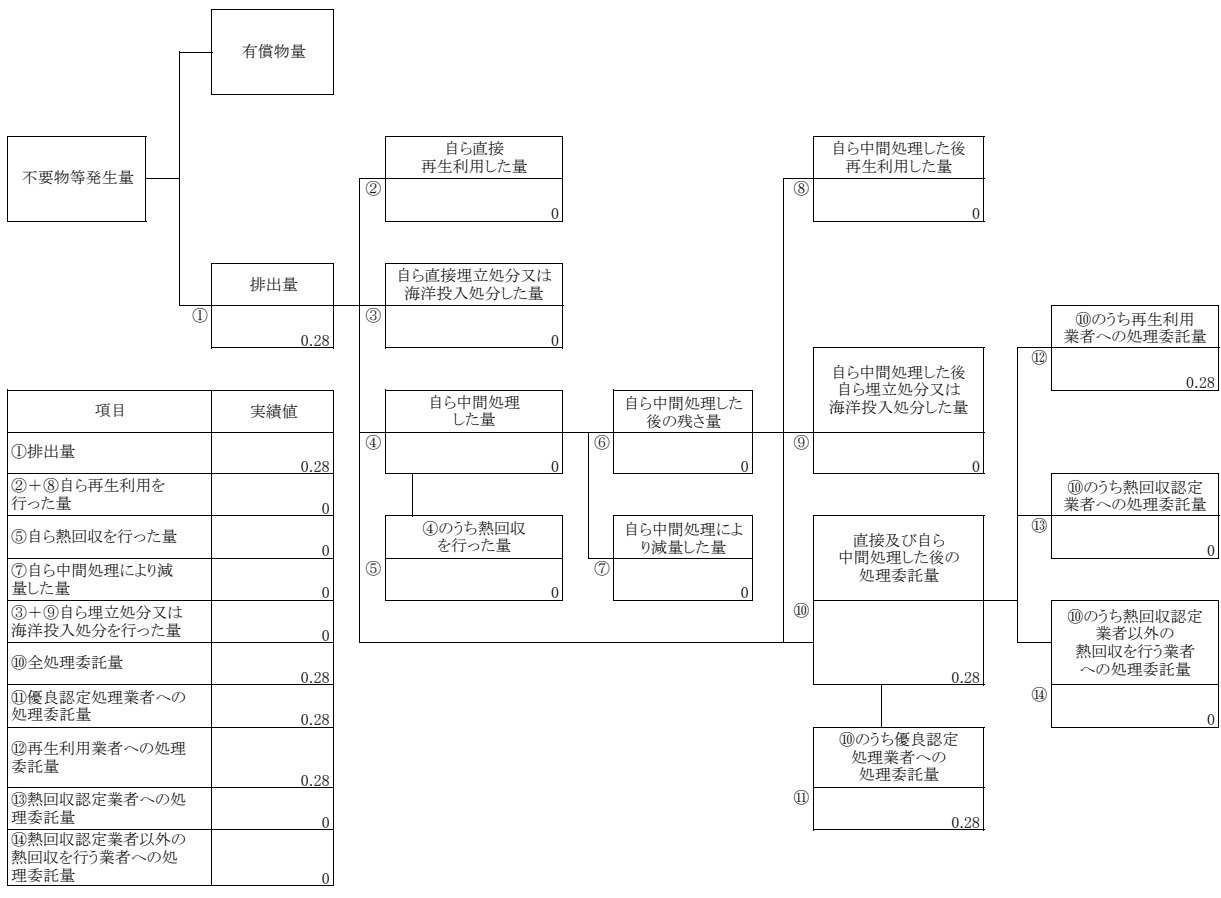 有償物量
不要物等発生量
排出量
①
0.28
自ら直接
再生利用した量
②
0
自ら直接埋立処分又は
海洋投入処分した量
③
0
自ら中間処理
した量
④
0
④のうち熱回収
を行った量
⑤
0
自ら中間処理した
後の残さ量
⑥
0
自ら中間処理によ
り減量した量
⑦
0
自ら中間処理した後
再生利用した量
⑧
0
自ら中間処理した後
自ら埋立処分又は
海洋投入処分した量
⑨
0
直接及び自ら
中間処理した後の
処理委託量
⑩
0.28
⑩のうち優良認定
処理業者への
処理委託量
⑪
0.28
⑩のうち再生利用
業者への処理委託量
⑫
0.28
⑩のうち熱回収認定
業者への処理委託量
⑬
0
⑩のうち熱回収認定
業者以外の
熱回収を行う業者
への処理委託量
⑭
0
項目 実績値
①排出量
0.28
②＋⑧自ら再生利用を
行った量
0
⑤自ら熱回収を行った量
0
⑦自ら中間処理により減
量した量
0
③＋⑨自ら埋立処分又は
海洋投入処分を行った量
0
⑩全処理委託量
0.28
⑪優良認定処理業者への
処理委託量
0.28
⑫再生利用業者への処理
委託量
0.28
⑬熱回収認定業者への処
理委託量
0
⑭熱回収認定業者以外の
熱回収を行う業者への処
理委託量
0